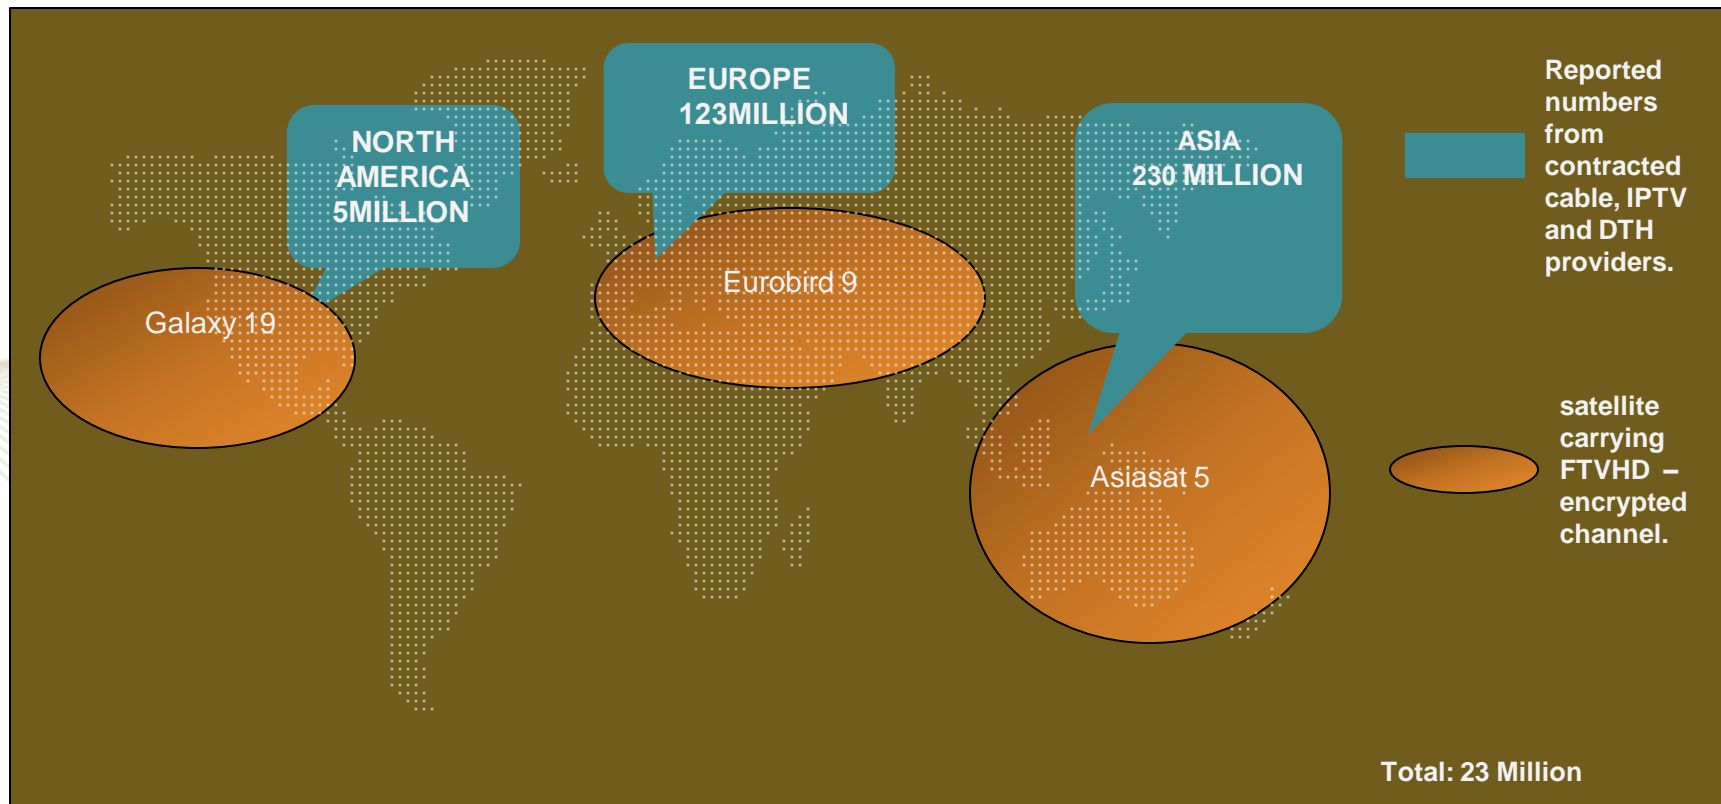 NORTH
AMERICA
5MILLION
EUROPE
123MILLION
ASIA
230 MILLION
Galaxy 19
Eurobird 9
Asiasat 5
Reported
numbers
from
contracted
cable, IPTV
and DTH
providers.
satellite
carrying
FTVHD –
encrypted
channel.
Total: 23 Million